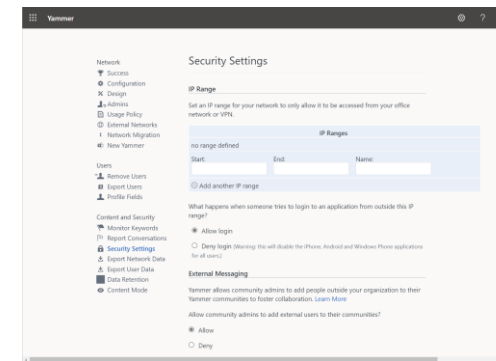 Yammer
?
Network
Success
Configuration
Design
Admins
Usage Policy
External Networks
Network Migration
New Yammer
Users
Remove Users
Export Users
Profile Fields
Content and Security
Monitor Keywords
Report Conversations
Security Settings
Export Network Data
Export User Data
Data Retention
Content Mode
Security Settings
IP Range
Set an IP range for your network to only allow it to be accessed from your office
network or VPN.
IP Ranges
no range defined
Start: End: Name:
Add another IP range
What happens when someone tries to login to an application from outside this IP
range?
Allow login
Deny login (Warning: this will disable the iPhone, Android and Windows Phone applications
for all users.)
External Messaging
Yammer allows community admins to add people outside your organization to their
Yammer communities to foster collaboration. Learn More
Allow community admins to add external users to their communities?
Allow
Deny